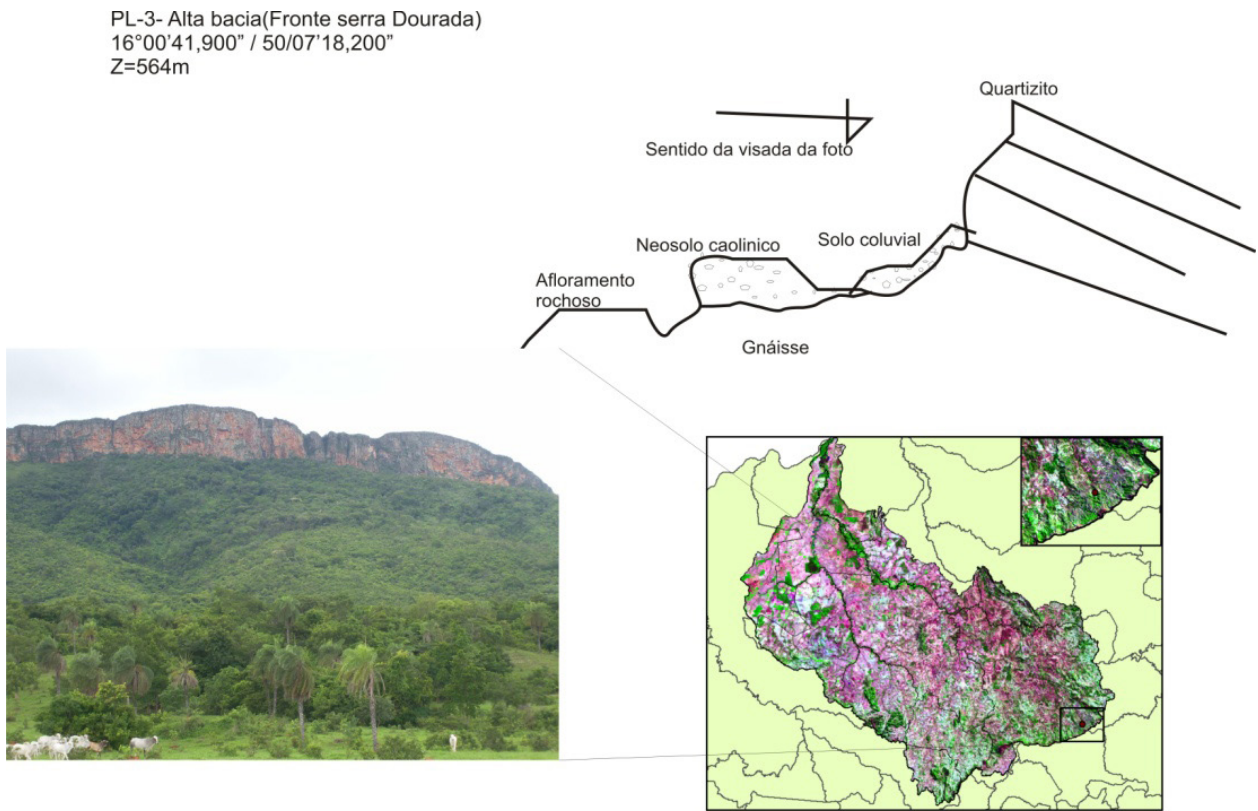 PL-3- Alta bacia(Fronte serra Dourada)
16°00'41,900” / 50/07'18,200”
Z=564m
Quartizito
Sentido da visada da foto
Neosolo caolinico
Solo coluvial
Afloramento
rochoso
Gnáisse